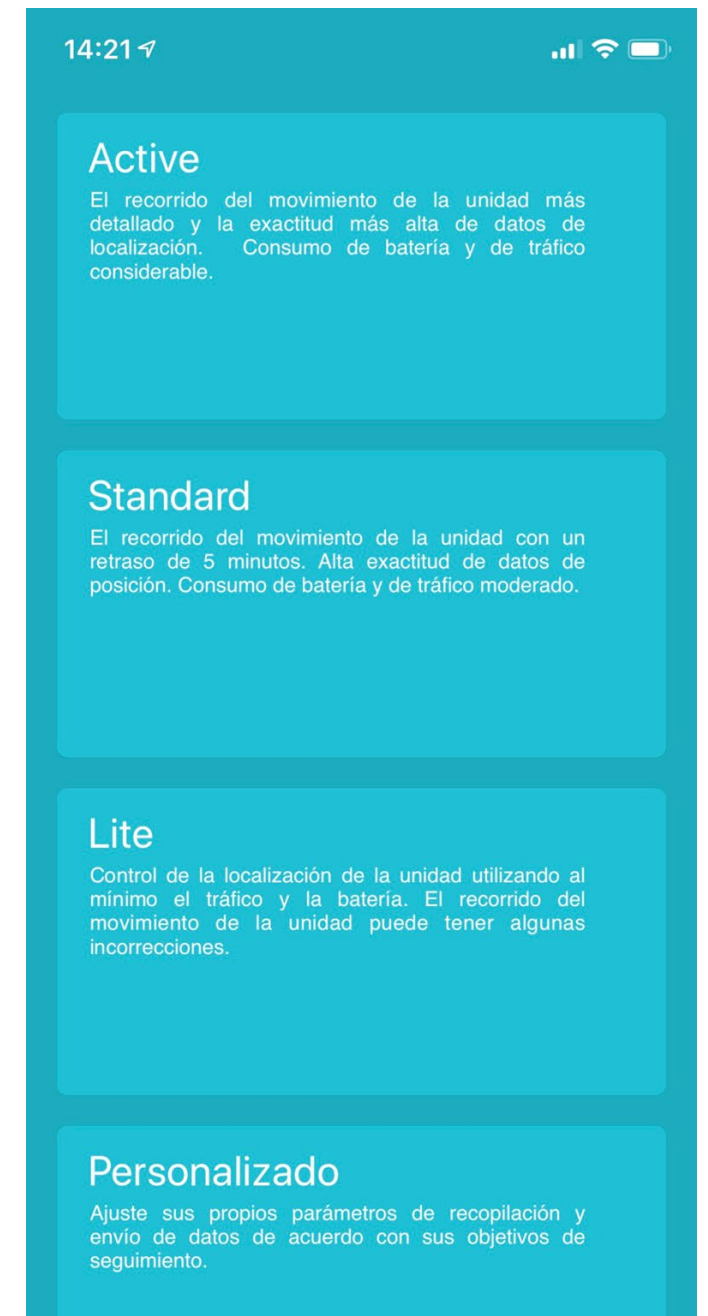 14:21
Active
El recorrido del movimiento de la unidad más
detallado y la exactitud más alta de datos de
localización. Consumo de batería y de tráfico
considerable.
Standard
El recorrido del movimiento de la unidad con un
retraso de 5 minutos. Alta exactitud de datos de
posición. Consumo de batería y de tráfico moderado.
Lite
Control de la localización de la unidad utilizando al
mínimo el tráfico y la batería. El recorrido del
movimiento de la unidad puede tener algunas
incorrecciones.
Personalizado
Ajuste sus propios parámetros de recopilación y
envío de datos de acuerdo con sus objetivos de
seguimiento.